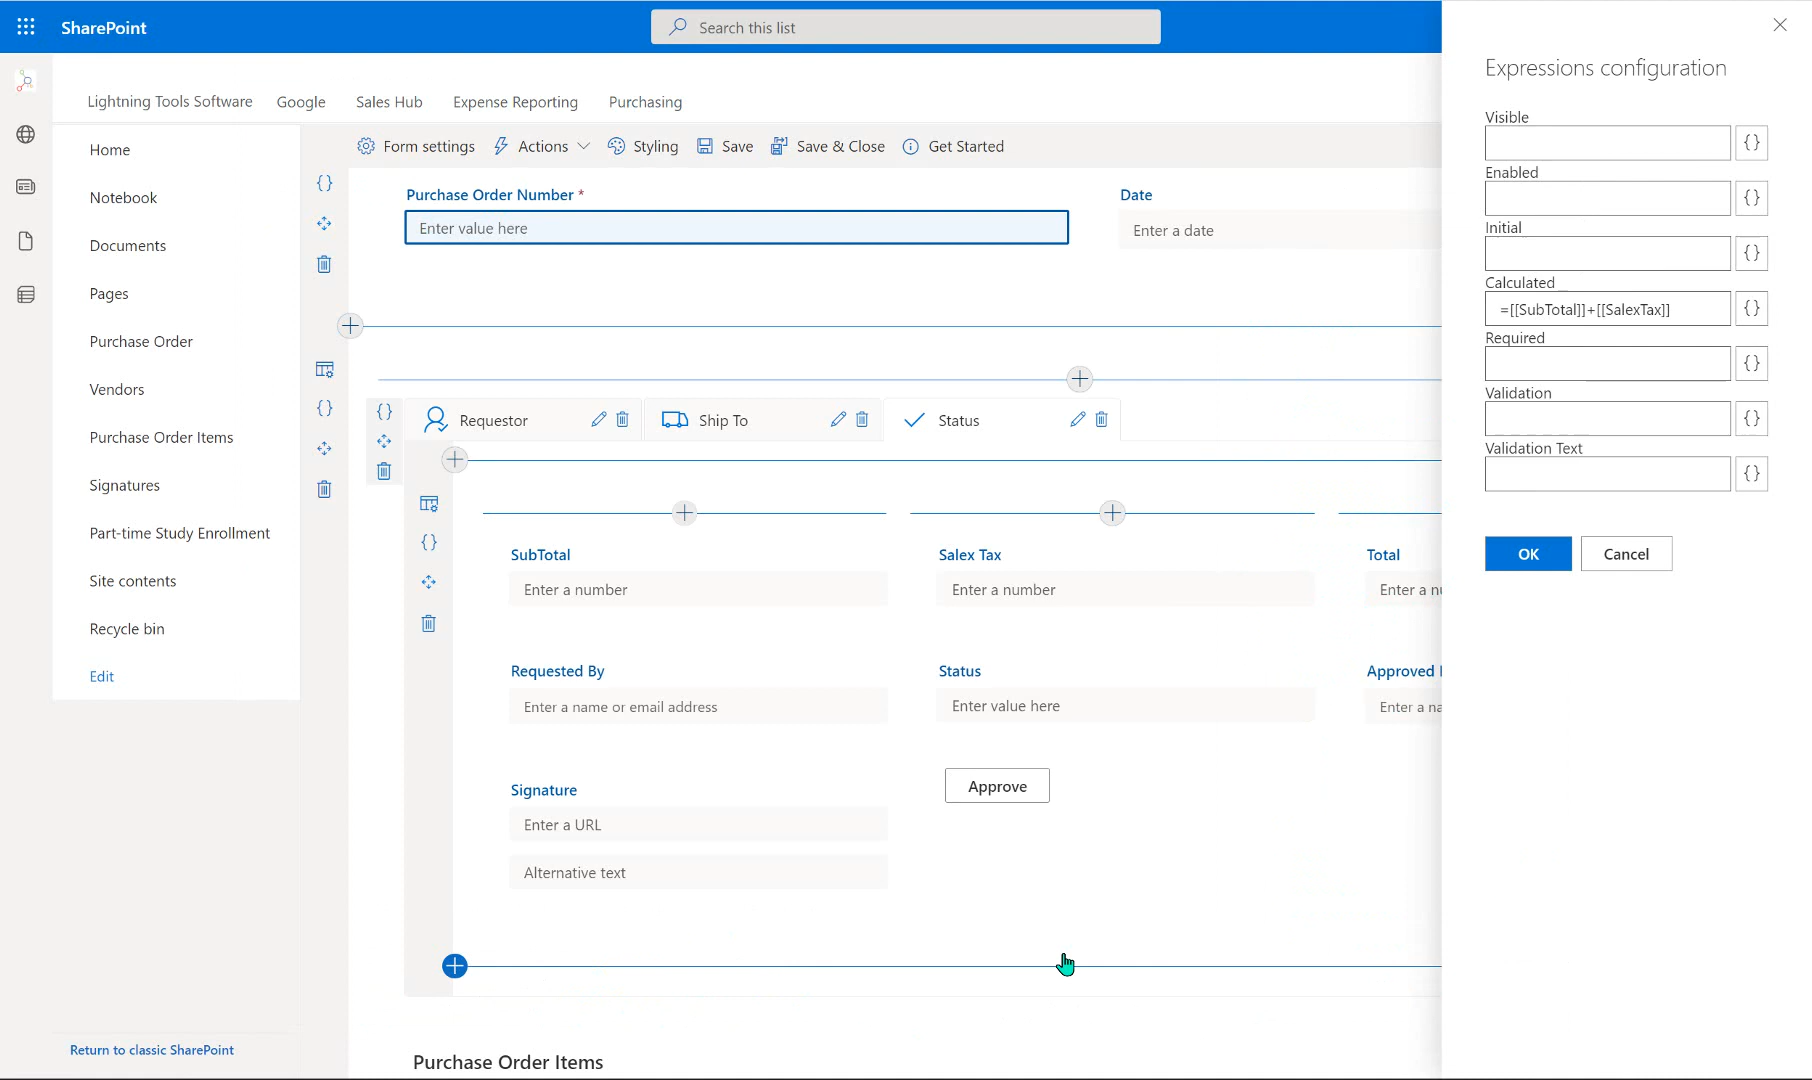 SharePoint
Search this list
Expressions configuration
Lightning Tools Software
Google
Sales Hub
Expense Reporting
Purchasing
Home
Notebook
Documents
Pages
Purchase Order
Vendors
Purchase Order Items
Signatures
Part-time Study Enrollment
Site contents
Recycle bin
Edit
Return to classic SharePoint
Form settings
Actions
Styling
Save
Save & Close
Get Started
Purchase Order Number *
Enter value here
Date
Enter a date
Requestor
Ship To
Status
SubTotal
Enter a number
Salex Tax
Enter a number
Total
Enter a
Requested By
Enter a name or email address
Status
Enter value here
Approved
Enter a
Signature
Enter a URL
Alternative text
Approve
Purchase Order Items
Visible
{}
Enabled
{}
Initial
{}
Calculated
=[[SubTotal]]+[[SalexTax]]
{}
Required
{}
Validation
{}
Validation Text
{}
OK
Cancel